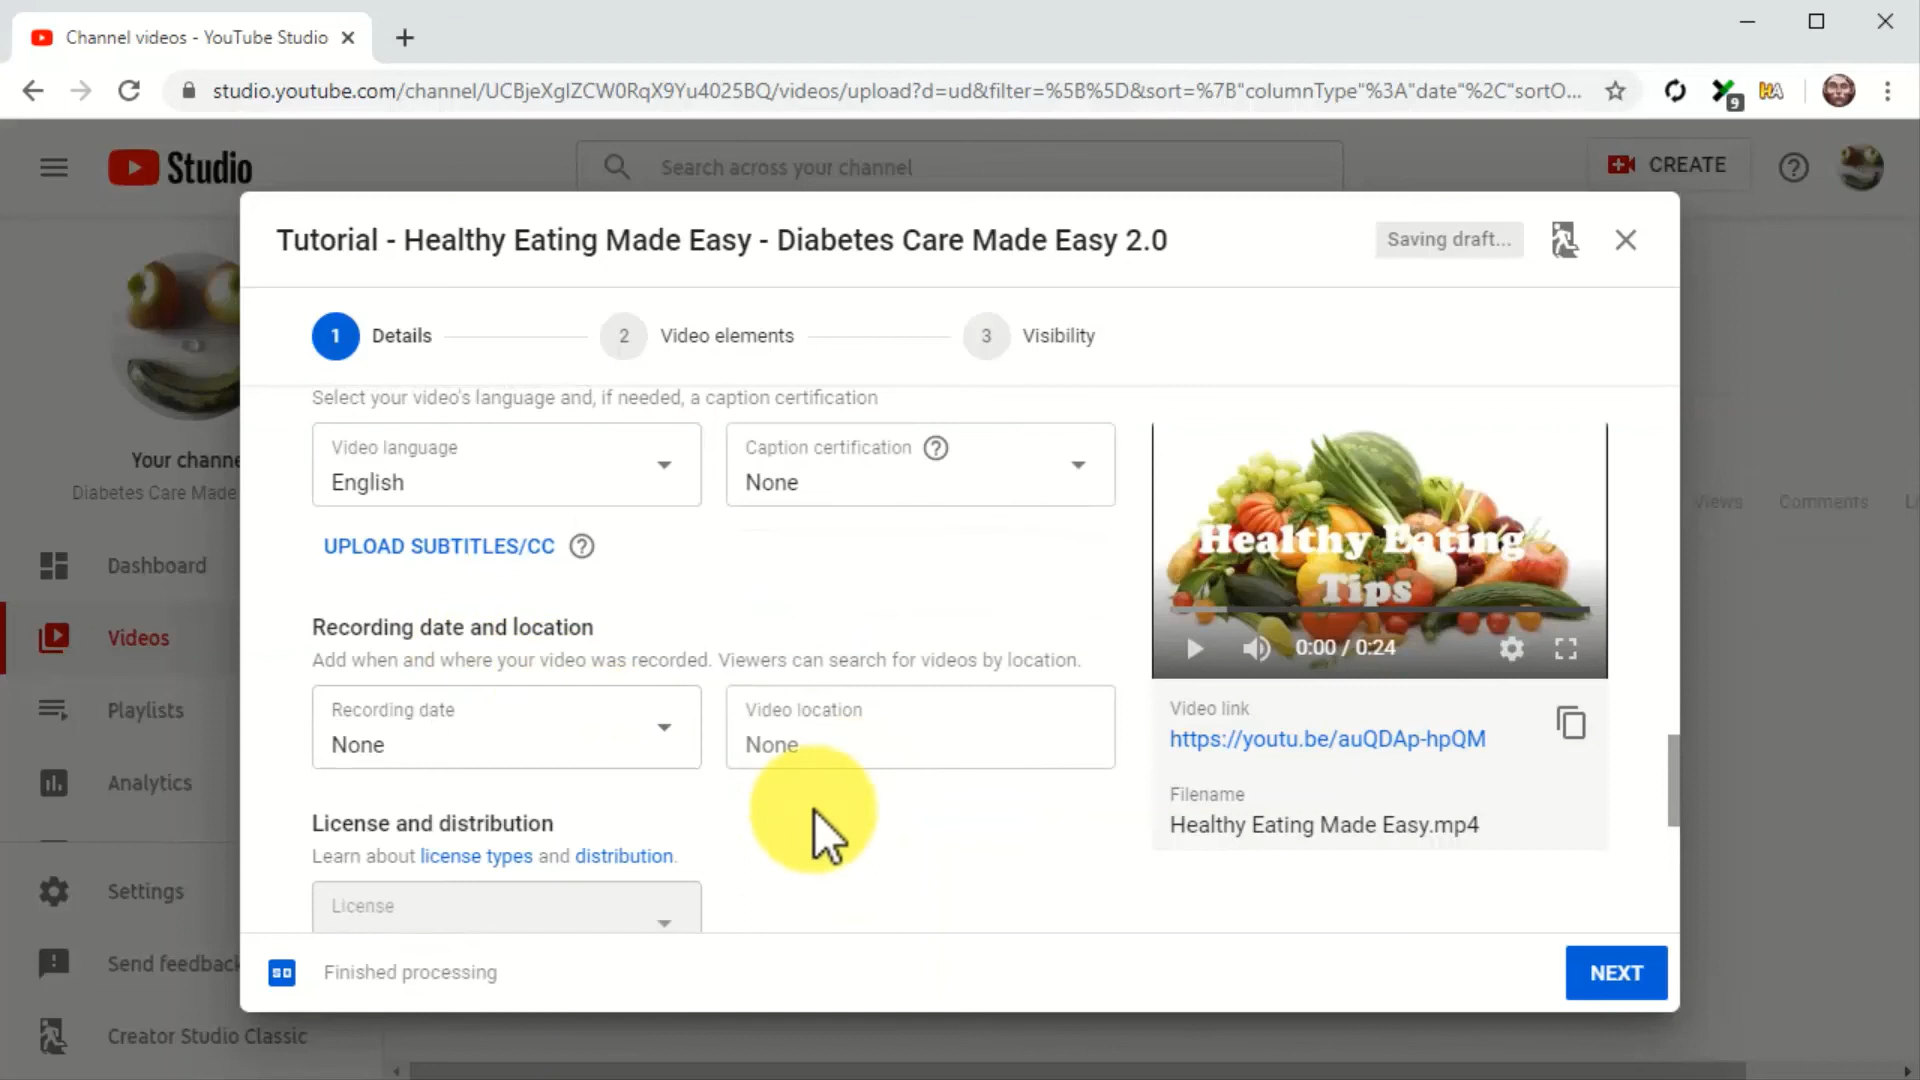 Channel videos - YouTube Studio
studio.youtube.com/channel/UCBjeXgIZCW0RqX9Yu4025BQ/videos/upload?d=ud&filter=%5B%5D&sort=%7B"columnType"%3A"date"%2C"sortO...
9
HA
Studio
Search across your channel
CREATE
Tutorial - Healthy Eating Made Easy - Diabetes Care Made Easy 2.0
Saving draft...
1 Details
2 Video elements
3 Visibility
Select your video's language and, if needed, a caption certification
Video language
English
Caption certification
None
UPLOAD SUBTITLES/CC
Recording date and location
Add when and where your video was recorded. Viewers can search for videos by location.
Recording date
None
Video location
None
License and distribution
Learn about license types and distribution.
License
Healthy Eating
Tips
0:00 / 0:24
Video link
https://youtu.be/auQDAp-hpQM
Filename
Healthy Eating Made Easy.mp4
SD
Finished processing
NEXT
Your channe
Diabetes Care Made
Dashboard
Videos
Playlists
Analytics
Settings
Send feedback
Creator Studio Classic
Views
Comments
L